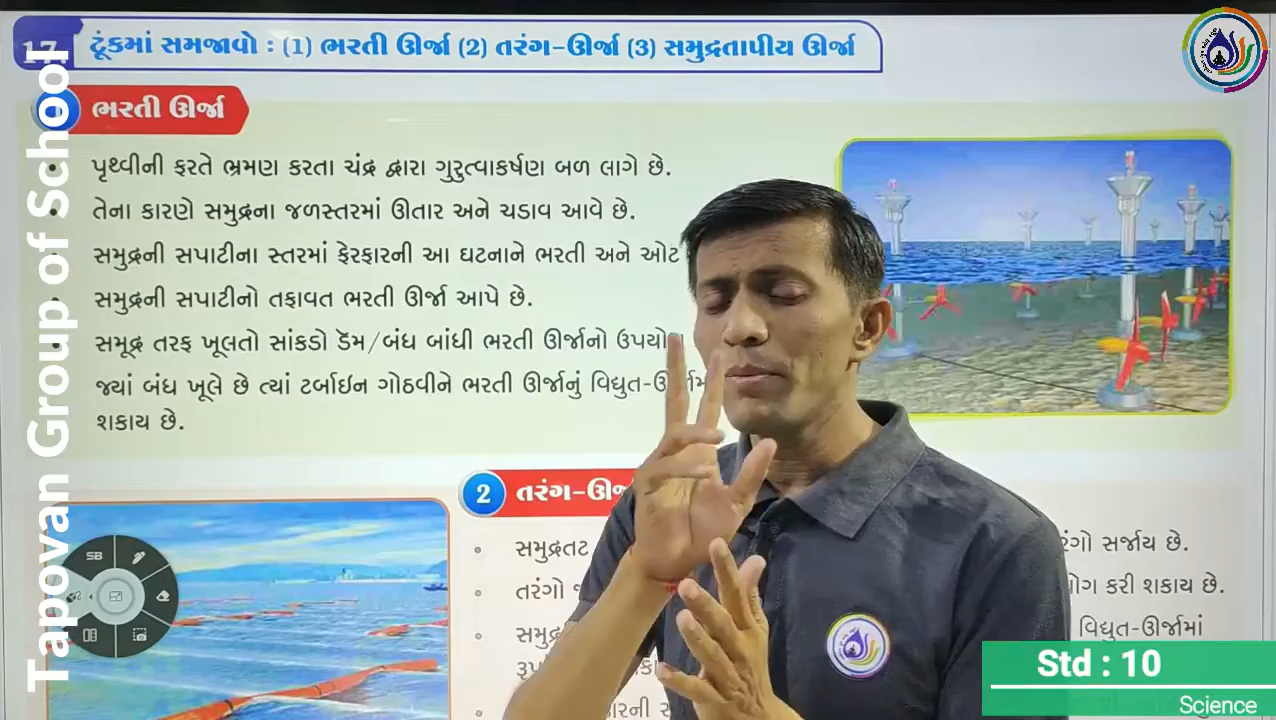 17. ટૂંકમાં સમજાવો : (1) ભરતી ઊર્જા (2) તરંગ-ઊર્જા (3) સમુદ્રતાપીય ઊર્જા
ભરતી ઊર્જા
• પૃથ્વીની ફરતે ભ્રમણ કરતા ચંદ્ર દ્વારા ગુરુત્વાકર્ષણ બળ લાગે છે.
• તેના કારણે સમુદ્રના જળસ્તરમાં ઊતાર અને ચડાવ આવે છે.
સમુદ્રની સપાટીના સ્તરમાં ફેરફારની આ ઘટનાને ભરતી અને ઓટ
સમુદ્રની સપાટીનો તફાવત ભરતી ઊર્જા આપે છે.
સમૂદ્ર તરફ ખૂલતો સાંકડો ડૅમ/બંધ બાંધી ભરતી ઊર્જાનો
જ્યાં બંધ ખૂલે છે ત્યાં ટર્બાઇન ગોઠવીને ભરતી ઊર્જાનું
શકાય છે.
2 તરંગ-ઊર્જા
• સમુદ્રતટ
તરંગો સર્જાય છે.
• તરંગો
કરી શકાય છે.
• વિદ્યુત-ઊર્જામાં
Tapovan Group of School
SB
Std : 10
Science